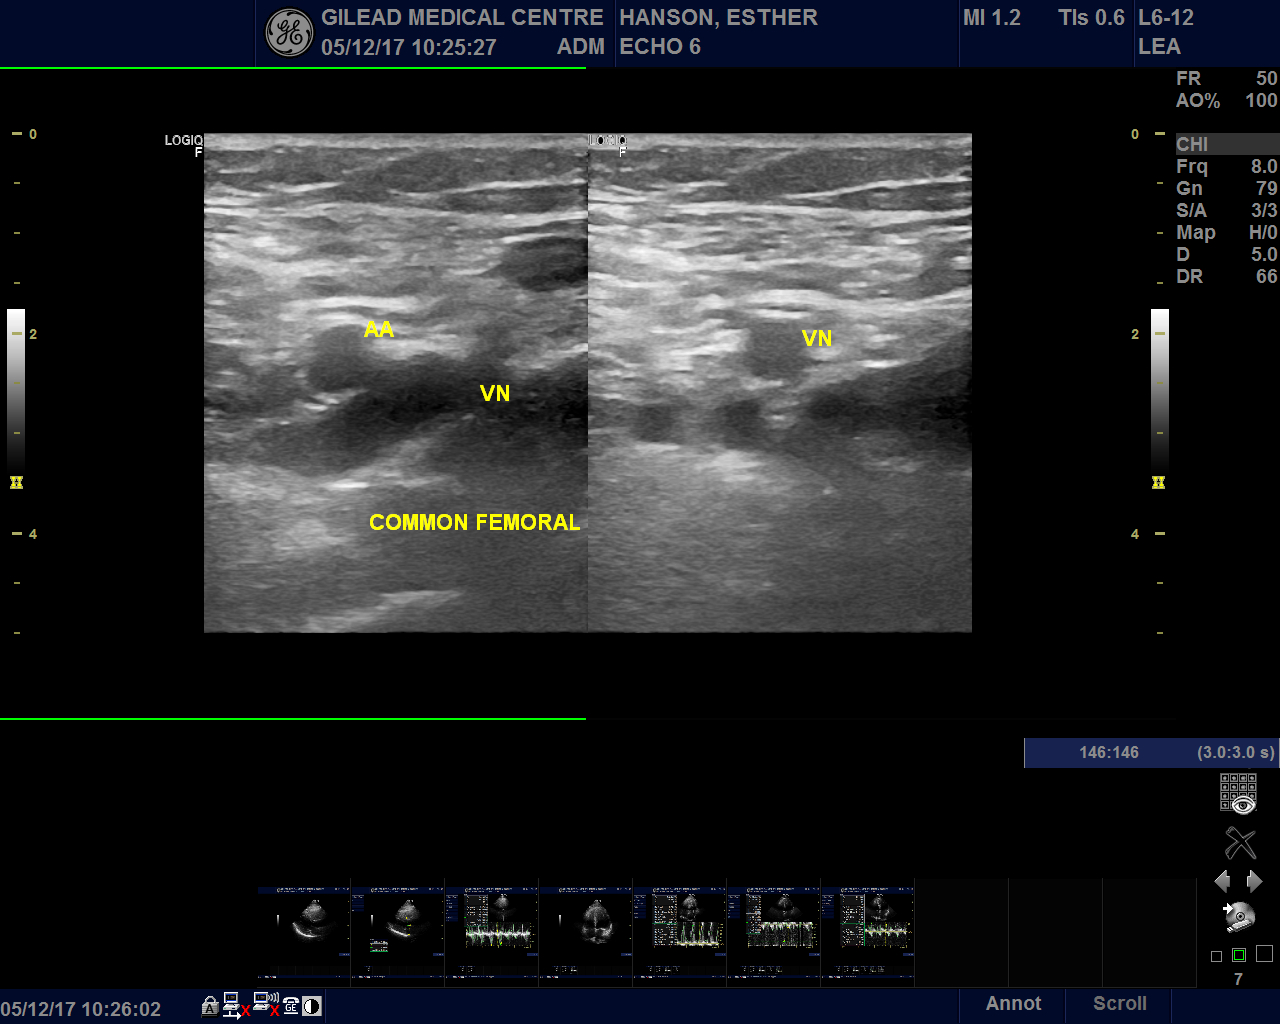 GILEAD MEDICAL CENTRE
05/12/17 10:25:27 ADM
HANSON, ESTHER
ECHO 6
MI 1.2 TIs 0.6
L6-12
LEA
FR 50
AO% 100
CHI
Frq 8.0
Gn 79
S/A 3/3
Map H/0
D 5.0
DR 66
0
2
4
LOGIQ
F
LOGIQ
F
0
2
4
AA
VN
VN
COMMON FEMORAL
146:146 (3.0:3.0 s)
7
05/12/17 10:26:02
A
GE
Annot
Scroll